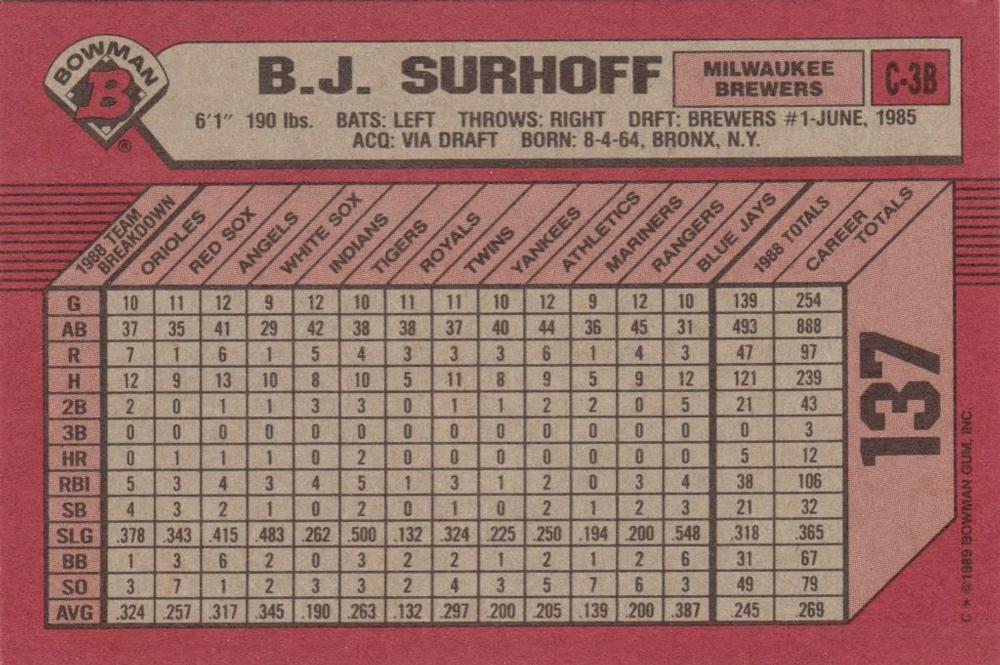 BOWMAN
B
®
B.J. SURHOFF
MILWAUKEE
BREWERS
C-3B
6'1" 190 lbs. BATS: LEFT THROWS: RIGHT DRFT: BREWERS #1-JUNE, 1985
ACQ: VIA DRAFT BORN: 8-4-64, BRONX, N.Y.
1988 TEAM BREAKDOWN ORIOLES RED SOX ANGELS WHITE SOX INDIANS TIGERS ROYALS TWINS YANKEES ATHLETICS MARINERS RANGERS BLUE JAYS 1988 TOTALS CAREER TOTALS
G 10 11 12 9 12 10 11 11 10 12 9 12 10 139 254
AB 37 35 41 29 42 38 38 37 40 44 36 45 31 493 888
R 7 1 6 1 5 4 3 3 3 6 1 4 3 47 97
H 12 9 13 10 8 10 5 11 8 9 5 9 12 121 239
2B 2 0 1 1 3 3 0 1 1 2 2 0 5 21 43
3B 0 0 0 0 0 0 0 0 0 0 0 0 0 0 3
HR 0 1 1 1 0 2 0 0 0 0 0 0 0 5 12
RBI 5 3 4 3 4 5 1 3 1 2 0 3 4 38 106
SB 4 3 2 1 0 2 0 1 0 2 1 2 3 21 32
SLG .378 .343 .415 .483 .262 .500 .132 .324 .225 .250 .194 .200 .548 .318 .365
BB 1 3 6 2 0 3 2 2 1 2 1 2 6 31 67
SO 3 7 1 2 3 3 2 4 3 5 7 6 3 49 79
AVG .324 .257 .317 .345 .190 .263 .132 .297 .200 .205 .139 .200 .387 .245 .269
137
C * © 1989 BOWMAN GUM, INC.